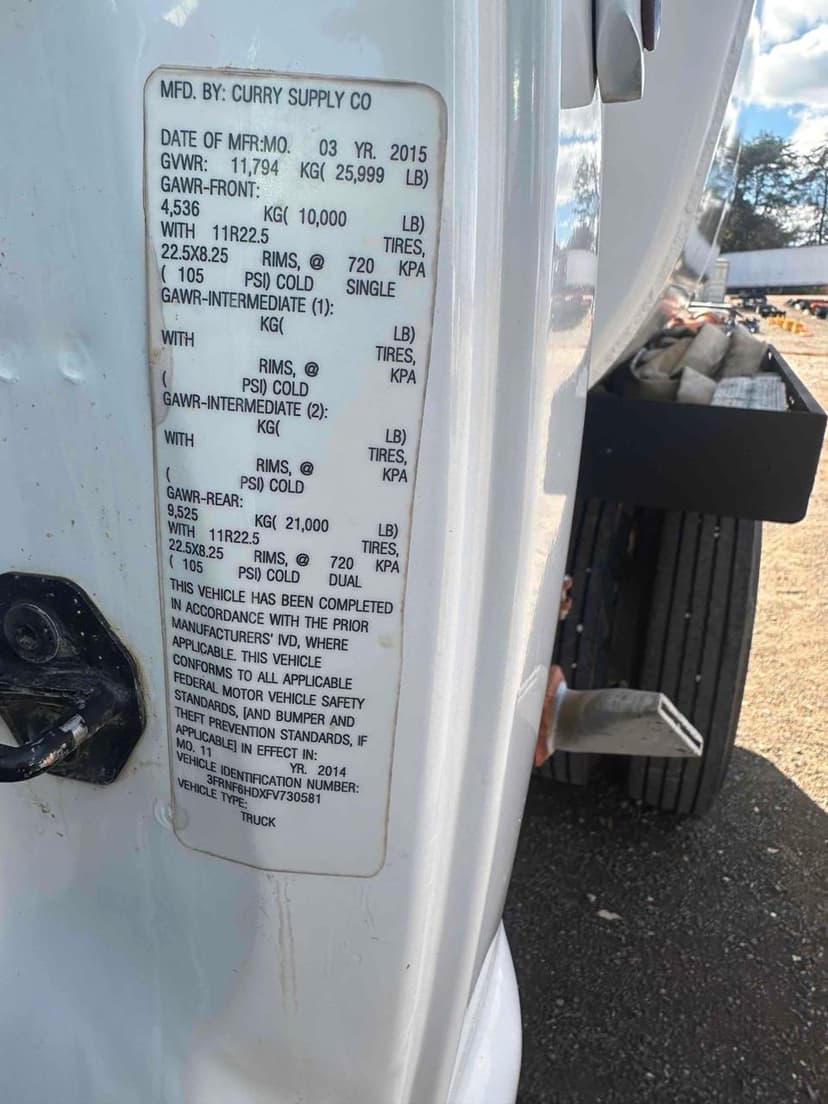 MFD. BY: CURRY SUPPLY CO
DATE OF MFR:MO. 03 YR. 2015
GVWR: 11,794 KG( 25,999 LB)
GAWR-FRONT:
4,536 KG( 10,000 LB)
WITH 11R22.5 TIRES,
22.5X8.25 RIMS, @ 720 KPA
( 105 PSI) COLD SINGLE
GAWR-INTERMEDIATE (1):
KG( LB)
WITH TIRES,
RIMS, @ KPA
( PSI) COLD
GAWR-INTERMEDIATE (2):
KG( LB)
WITH TIRES,
RIMS, @ KPA
( PSI) COLD
GAWR-REAR:
9,525 KG( 21,000 LB)
WITH 11R22.5 TIRES,
22.5X8.25 RIMS, @ 720 KPA
( 105 PSI) COLD DUAL
THIS VEHICLE HAS BEEN COMPLETED
IN ACCORDANCE WITH THE PRIOR
MANUFACTURERS' IVD, WHERE
APPLICABLE. THIS VEHICLE
CONFORMS TO ALL APPLICABLE
FEDERAL MOTOR VEHICLE SAFETY
STANDARDS, [AND BUMPER AND
THEFT PREVENTION STANDARDS, IF
APPLICABLE] IN EFFECT IN:
MO. 11 YR. 2014
VEHICLE IDENTIFICATION NUMBER:
3FRNF6HDXFV730581
VEHICLE TYPE:
TRUCK